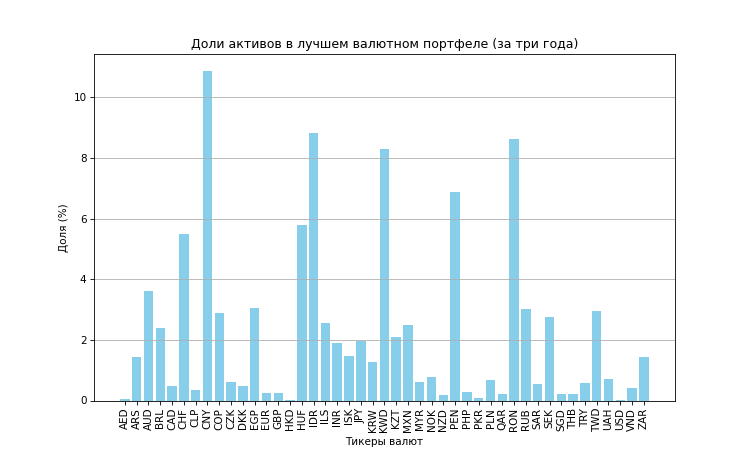 Доли активов в лучшем валютном портфеле (за три года)
Доля (%)
10
8
6
4
2
0
AED ARS AUD BRL CAD CHF CLP CNY COP CZK DKK EGP EUR GBP HKD HUF IDR ILS INR ISK JPY KRW KWD KZT MXN MYR NOK NZD PEN PHP PKR PLN QAR RON RUB SAR SEK SGD THB TRY TWD UAH USD VND ZAR
Тикеры валют